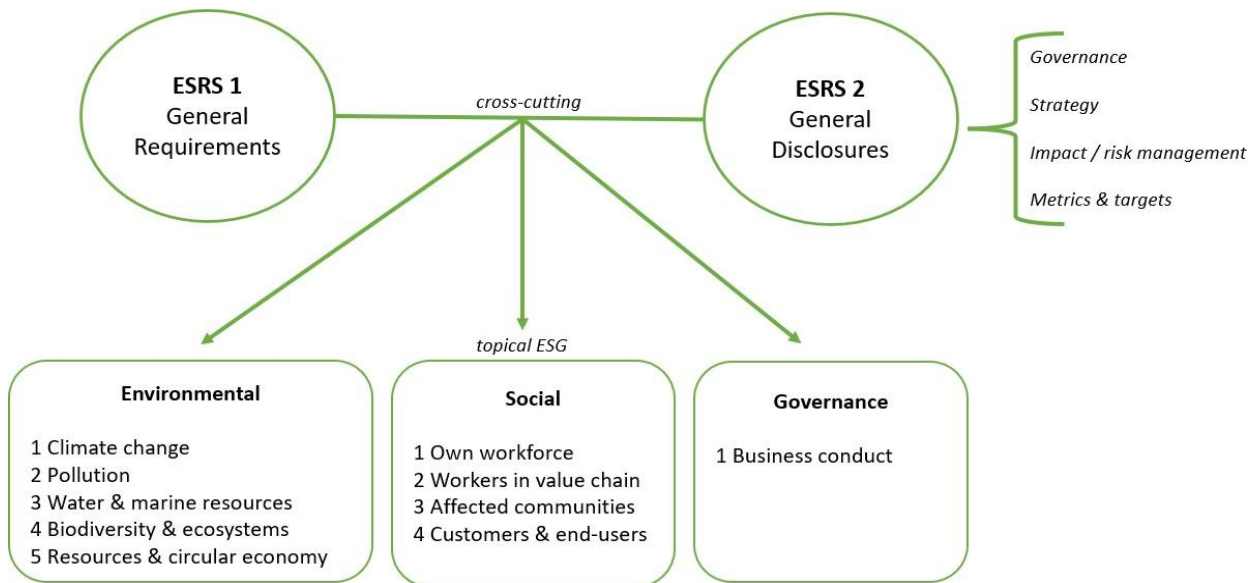 ESRS 1
General
Requirements
cross-cutting
ESRS 2
General
Disclosures
Governance
Strategy
Impact / risk management
Metrics & targets
topical ESG
Environmental
1 Climate change
2 Pollution
3 Water & marine resources
4 Biodiversity & ecosystems
5 Resources & circular economy
Social
1 Own workforce
2 Workers in value chain
3 Affected communities
4 Customers & end-users
Governance
1 Business conduct